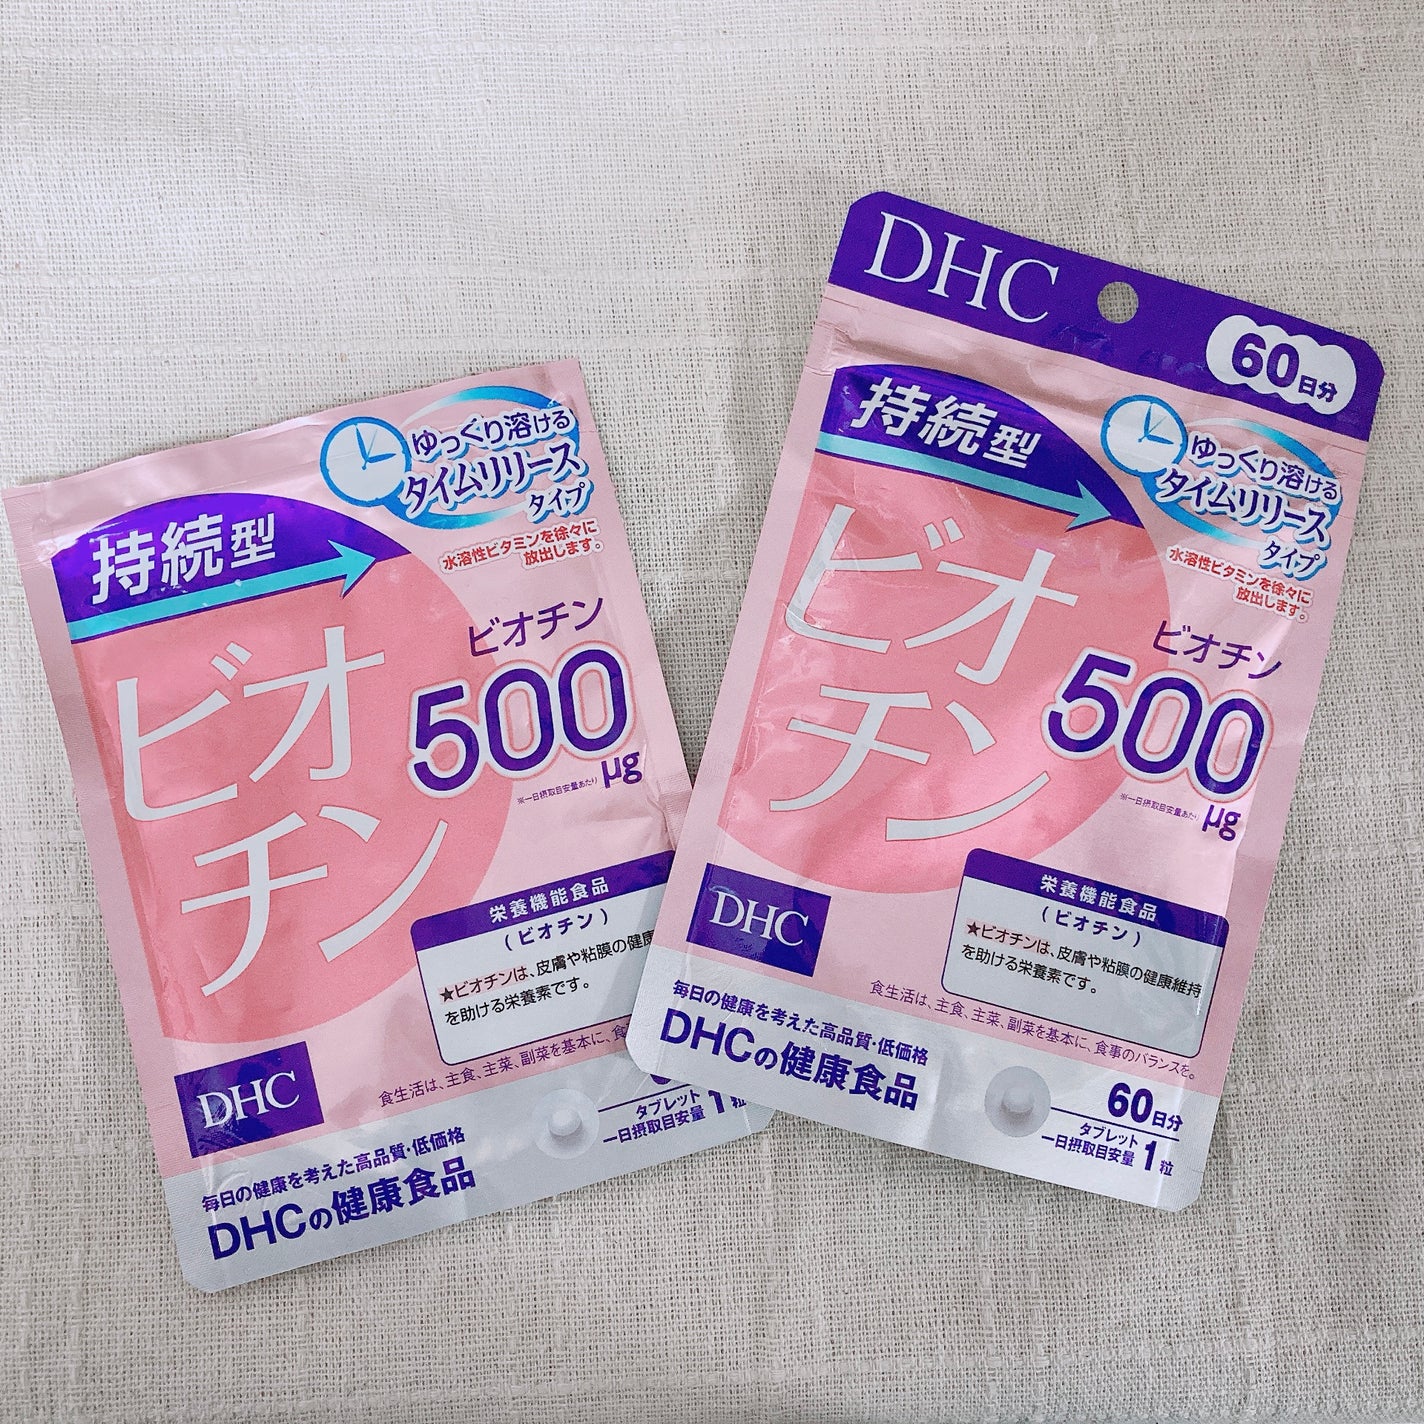 持続型
ゆっくり溶ける
タイムリリース
タイプ
水溶性ビタミンを徐々に
放出します。
ビオ
チン
ビオチン
500
μg
※一日摂取目安量あたり
栄養機能食品
(ビオチン)
★ビオチンは、皮膚や粘膜の健康
を助ける栄養素です。
食生活は、主食、主菜、副菜を基本に、食
DHC
毎日の健康を考えた高品質・低価格
DHCの健康食品
タブレット
一日摂取目安量 1粒
DHC
60日分
持続型
ゆっくり溶ける
タイムリリース
タイプ
水溶性ビタミンを徐々に
放出します。
ビオ
チン
ビオチン
500
μg
※一日摂取目安量あたり
栄養機能食品
(ビオチン)
★ビオチンは、皮膚や粘膜の健康維持
を助ける栄養素です。
食生活は、主食、主菜、副菜を基本に、食事のバランスを。
DHC
毎日の健康を考えた高品質・低価格
DHCの健康食品
60日分
タブレット
一日摂取目安量 1粒